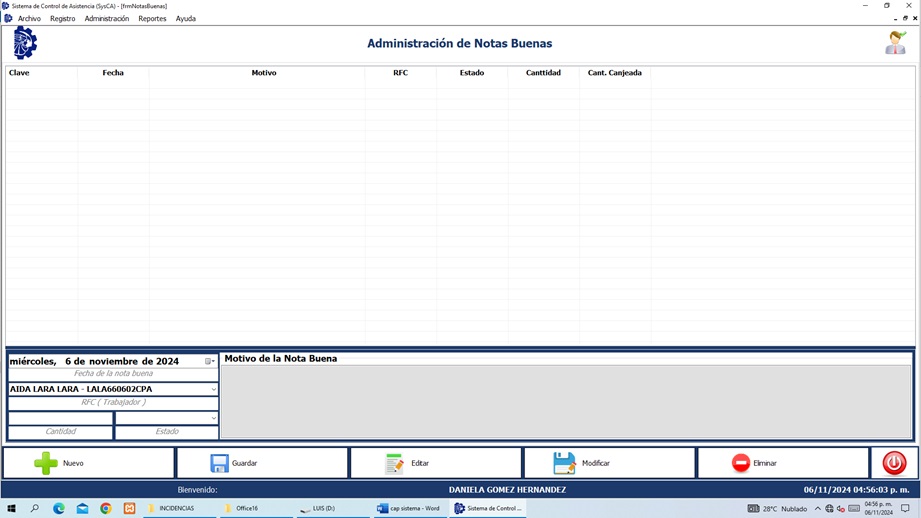 Sistema de Control de Asistencia (SysCA) - [frmNotasBuenas]
Archivo Registro Administración Reportes Ayuda
Administración de Notas Buenas
Clave Fecha Motivo RFC Estado Canttidad Cant. Canjeada
miércoles, 6 de noviembre de 2024
Fecha de la nota buena
AIDA LARA LARA - LALA660602CPA
RFC ( Trabajador )
Cantidad Estado
Motivo de la Nota Buena
Nuevo Guardar Editar Modificar Eliminar
Bienvenido: DANIELA GOMEZ HERNANDEZ 06/11/2024 04:56:03 p. m.
INCIDENCIAS Office16 LUIS (D:) cap sistema - Word Sistema de Control ... 28°C Nublado 04:56 p. m.
06/11/2024